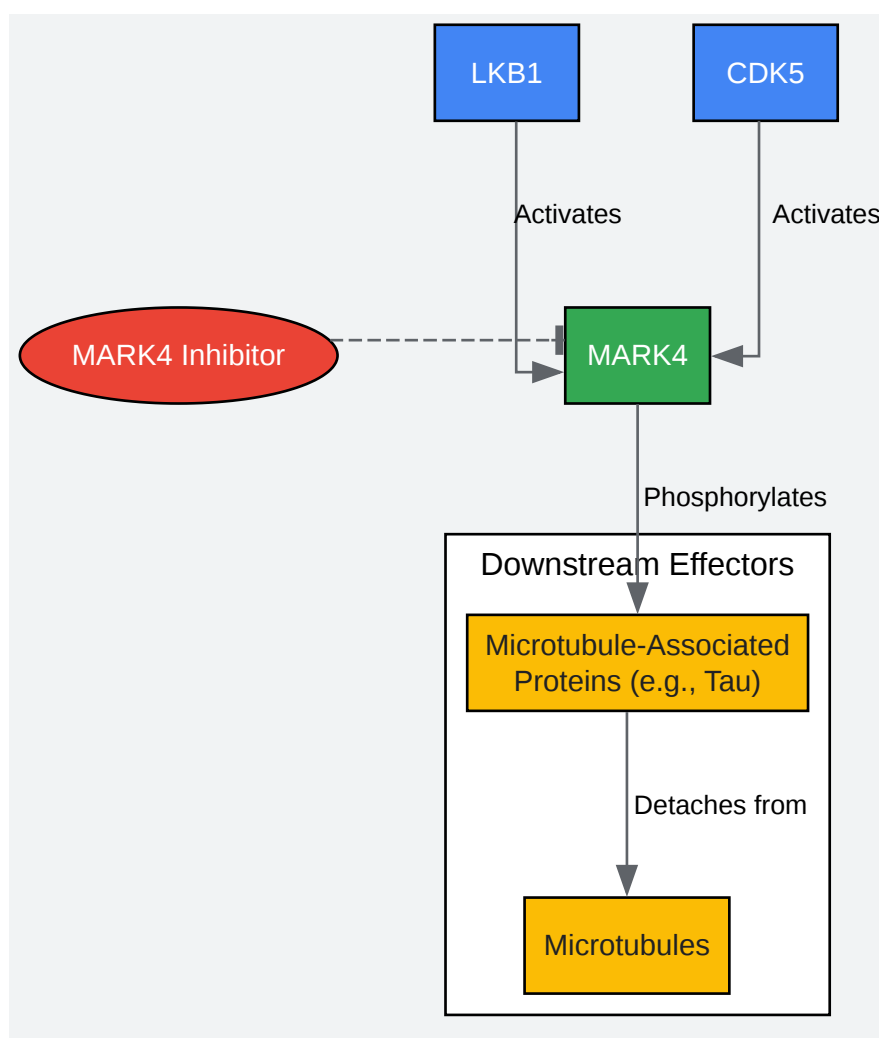 LKB1
CDK5
Activates
Activates
MARK4 Inhibitor
MARK4
Phosphorylates
Downstream Effectors
Microtubule-Associated
Proteins (e.g., Tau)
Detaches from
Microtubules